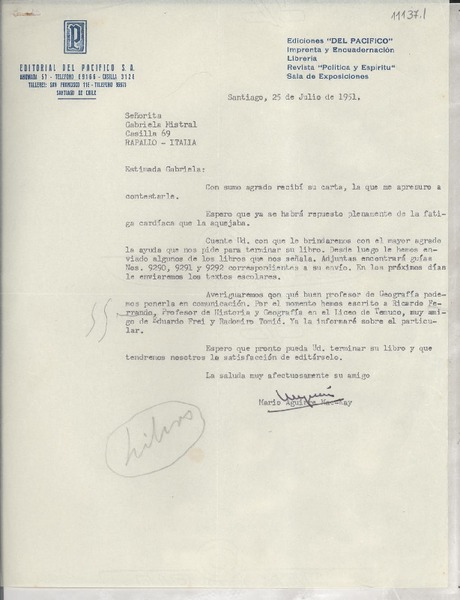 11137.1
P
EDITORIAL DEL PACIFICO S. A.
AHUMADA 57 - TELEFONO 89166 - CASILLA 3126
TALLERES: SAN FRANCISCO 116 - TELEFONO
SANTIAGO DE CHILE
Ediciones "DEL PACIFICO"
Imprenta y Encuadernación
Librería
Revista "Política y Espíritu"
Sala de Exposiciones
Santiago, 25 de Julio de 1951.
Señorita
Gabriela Mistral
Casilla 69
RAPALLO - ITALIA
Estimada Gabriela:
Con sumo agrado recibí su carta, la que me apresuro a
contestarle.
Espero que ya se habrá repuesto plenamente de la fati-
ga cardíaca que la aquejaba.
Cuente Ud. con que le brindaremos con el mayor agrado
la ayuda que nos pide para terminar su libro. Desde luego le hemos en-
viado algunos de los libros que nos señala. Adjuntas encontrará guías
Nos. 9290, 9291 y 9292 correspondientes a su envío. En los próximos días
le enviaremos los textos escolares.
Averiguaremos con qué buen profesor de Geografía pode-
mos ponerla en comunicación. Por el momento hemos escrito a Ricardo Fe-
rrando, Profesor de Historia y Geografía en el Liceo de Temuco, muy ami-
go de Eduardo Frei y Radomiro Tomić. Ya la informaré sobre el particu-
lar.
Espero que pronto pueda Ud. terminar su libro y que
tendremos nosotros la satisfacción de editárselo.
La saluda muy afectuosamente su amigo
Mario Aguirre Mackay
Libros